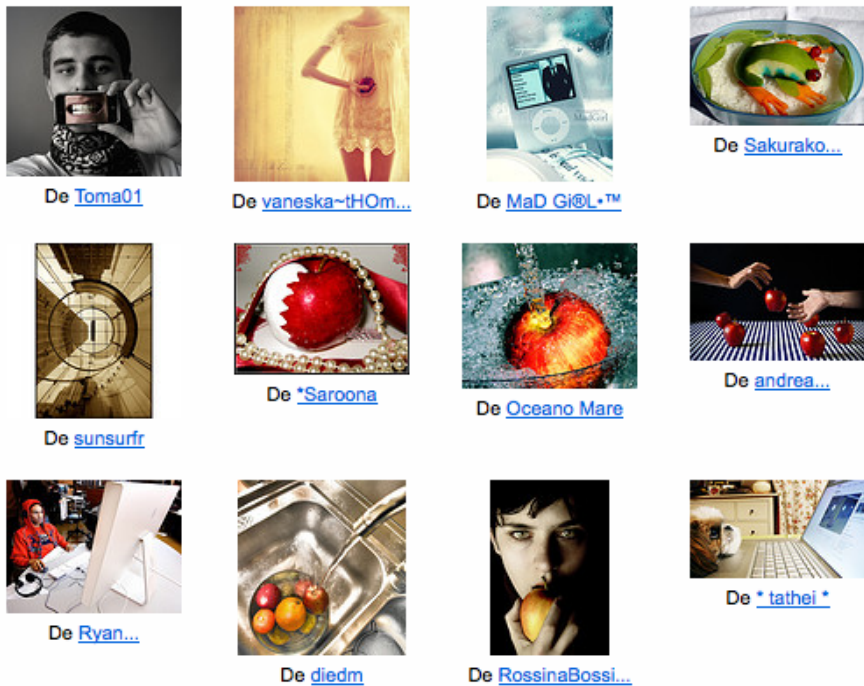 De Toma01
De vaneska~tHOm...
De MaD Gi®L•™
De Sakurako...
De sunsurfr
De *Saroona
De Oceano Mare
De andrea...
De Ryan...
De diedm
De RossinaBossi...
De * tathei *
MadGirl